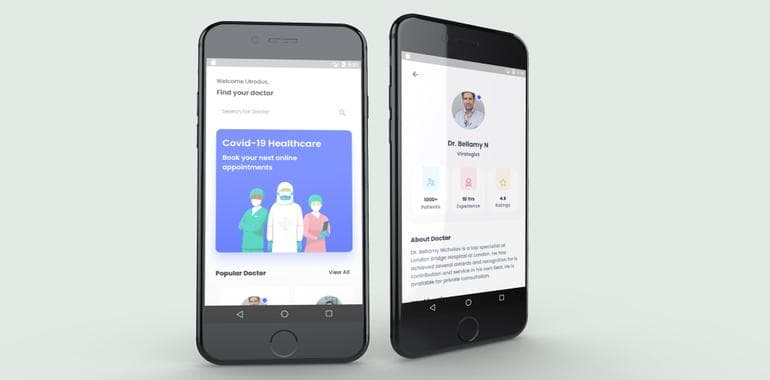 Welcome Utrodus,
Find your doctor
Search For Doctor
Covid-19 Healthcare
Book your next online
appointments
Popular Doctor
View All
Dr. Bellamy N
Virologist
1000+
Patients
10 Yrs
Experience
4.5
Ratings
About Doctor
Dr. Bellamy Nicholas is a top specialist at
London Bridge Hospital at London. He has
achieved several awards and recognition for is
contribution and service in his own field. He is
available for private consultation.